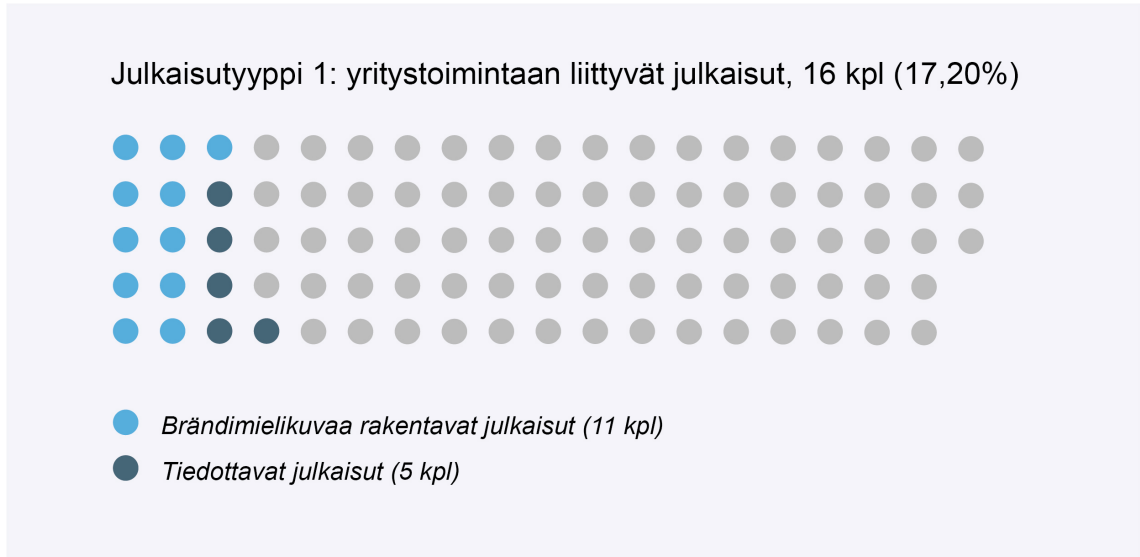 Julkaisutyyppi 1: yritystoimintaan liittyvät julkaisut, 16 kpl (17,20%)
Brändimielikuvaa rakentavat julkaisut (11 kpl)
Tiedottavat julkaisut (5 kpl)